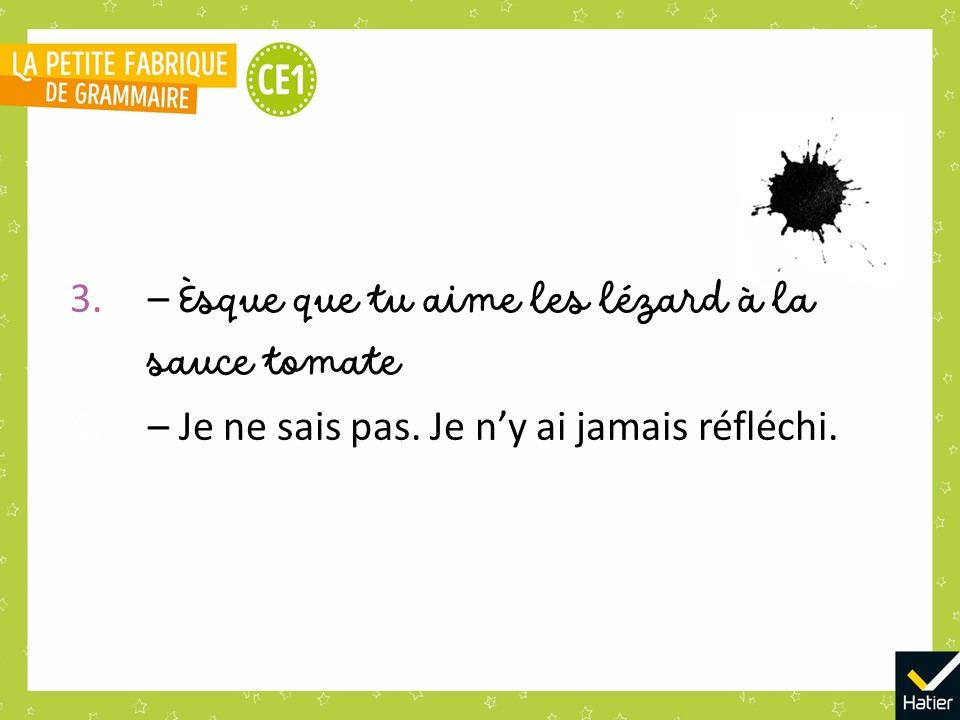 LA PETITE FABRIQUE
DE GRAMMAIRE
CE1
3. – Èsque que tu aime les lézard à la
sauce tomate
– Je ne sais pas. Je n’y ai jamais réfléchi.
Hatier